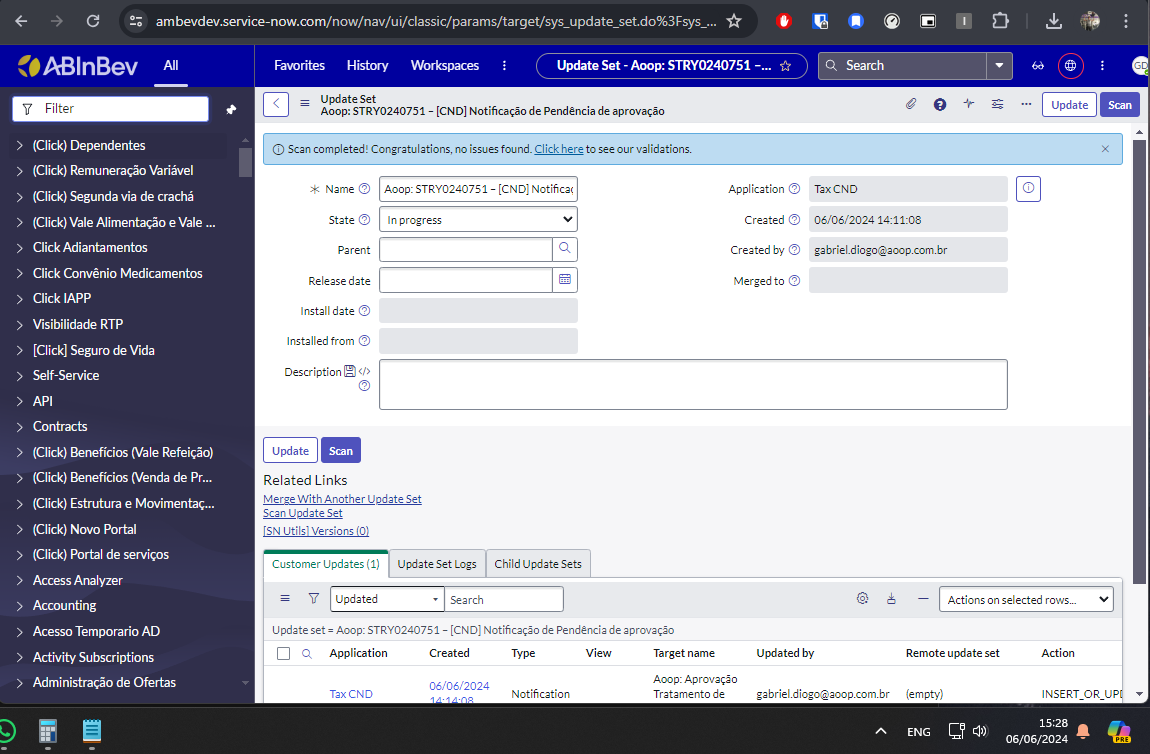 ambevdev.service-now.com/now/nav/ui/classic/params/target/sys_update_set.do%3Fsys_...
ABInBev
All
Favorites
History
Workspaces
Update Set - Aoop: STRY0240751 –...
Search
GD
Filter
(Click) Dependentes
(Click) Remuneração Variável
(Click) Segunda via de crachá
(Click) Vale Alimentação e Vale ...
Click Adiantamentos
Click Convênio Medicamentos
Click IAPP
Visibilidade RTP
[Click] Seguro de Vida
Self-Service
API
Contracts
(Click) Benefícios (Vale Refeição)
(Click) Benefícios (Venda de Pr...
(Click) Estrutura e Movimentaç...
(Click) Novo Portal
(Click) Portal de serviços
Access Analyzer
Accounting
Acesso Temporario AD
Activity Subscriptions
Administração de Ofertas
Update Set
Aoop: STRY0240751 – [CND] Notificação de Pendência de aprovação
Update
Scan
Scan completed! Congratulations, no issues found. Click here to see our validations.
Name
Aoop: STRY0240751 – [CND] Notificaç
State
In progress
Parent
Release date
Install date
Installed from
Description
Application
Tax CND
Created
06/06/2024 14:11:08
Created by
gabriel.diogo@aoop.com.br
Merged to
Update
Scan
Related Links
Merge With Another Update Set
Scan Update Set
[SN Utils] Versions (0)
Customer Updates (1)
Update Set Logs
Child Update Sets
Updated
Search
Actions on selected rows...
Update set = Aoop: STRY0240751 – [CND] Notificação de Pendência de aprovação
Application
Created
Type
View
Target name
Updated by
Remote update set
Action
Tax CND
06/06/2024
14:14:08
Notification
Aoop: Aprovação
Tratamento de
gabriel.diogo@aoop.com.br
(empty)
INSERT_OR_UPD
ENG
15:28
06/06/2024
PRE